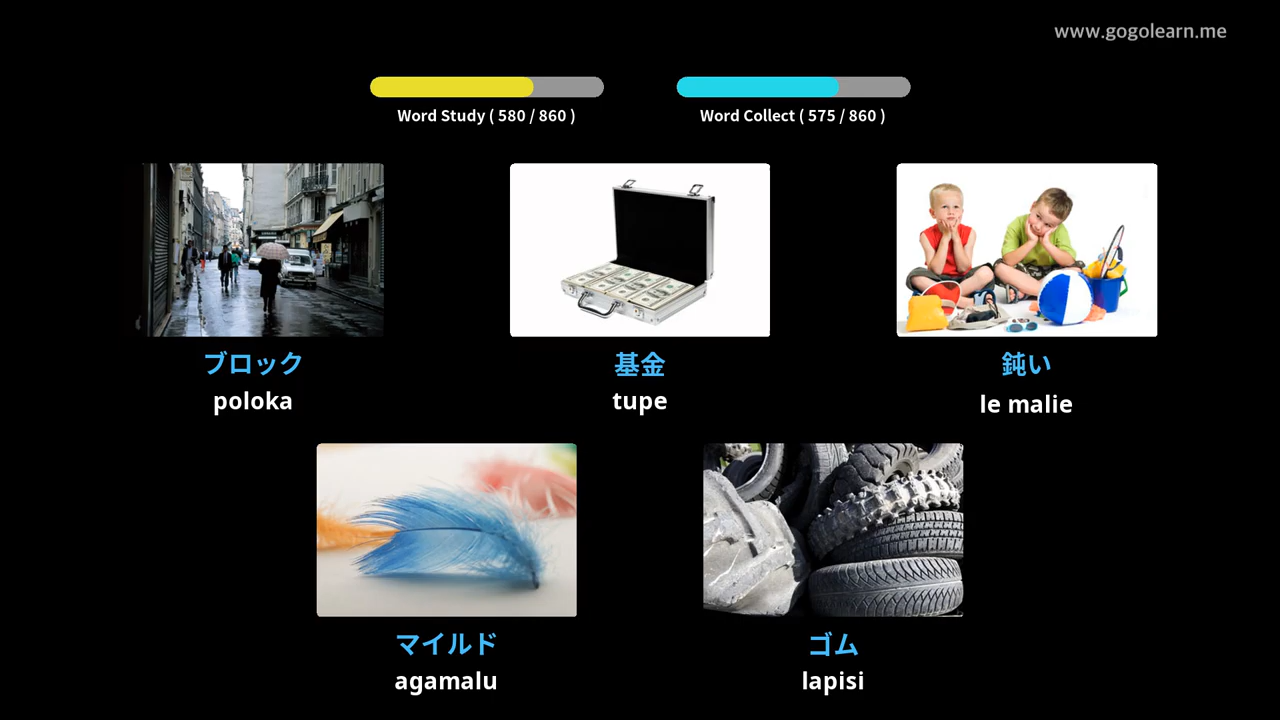 www.gogolearn.me
Word Study ( 580 / 860 )
Word Collect ( 575 / 860 )
ブロック
poloka
基金
tupe
鈍い
le malie
マイルド
agamalu
ゴム
lapisi